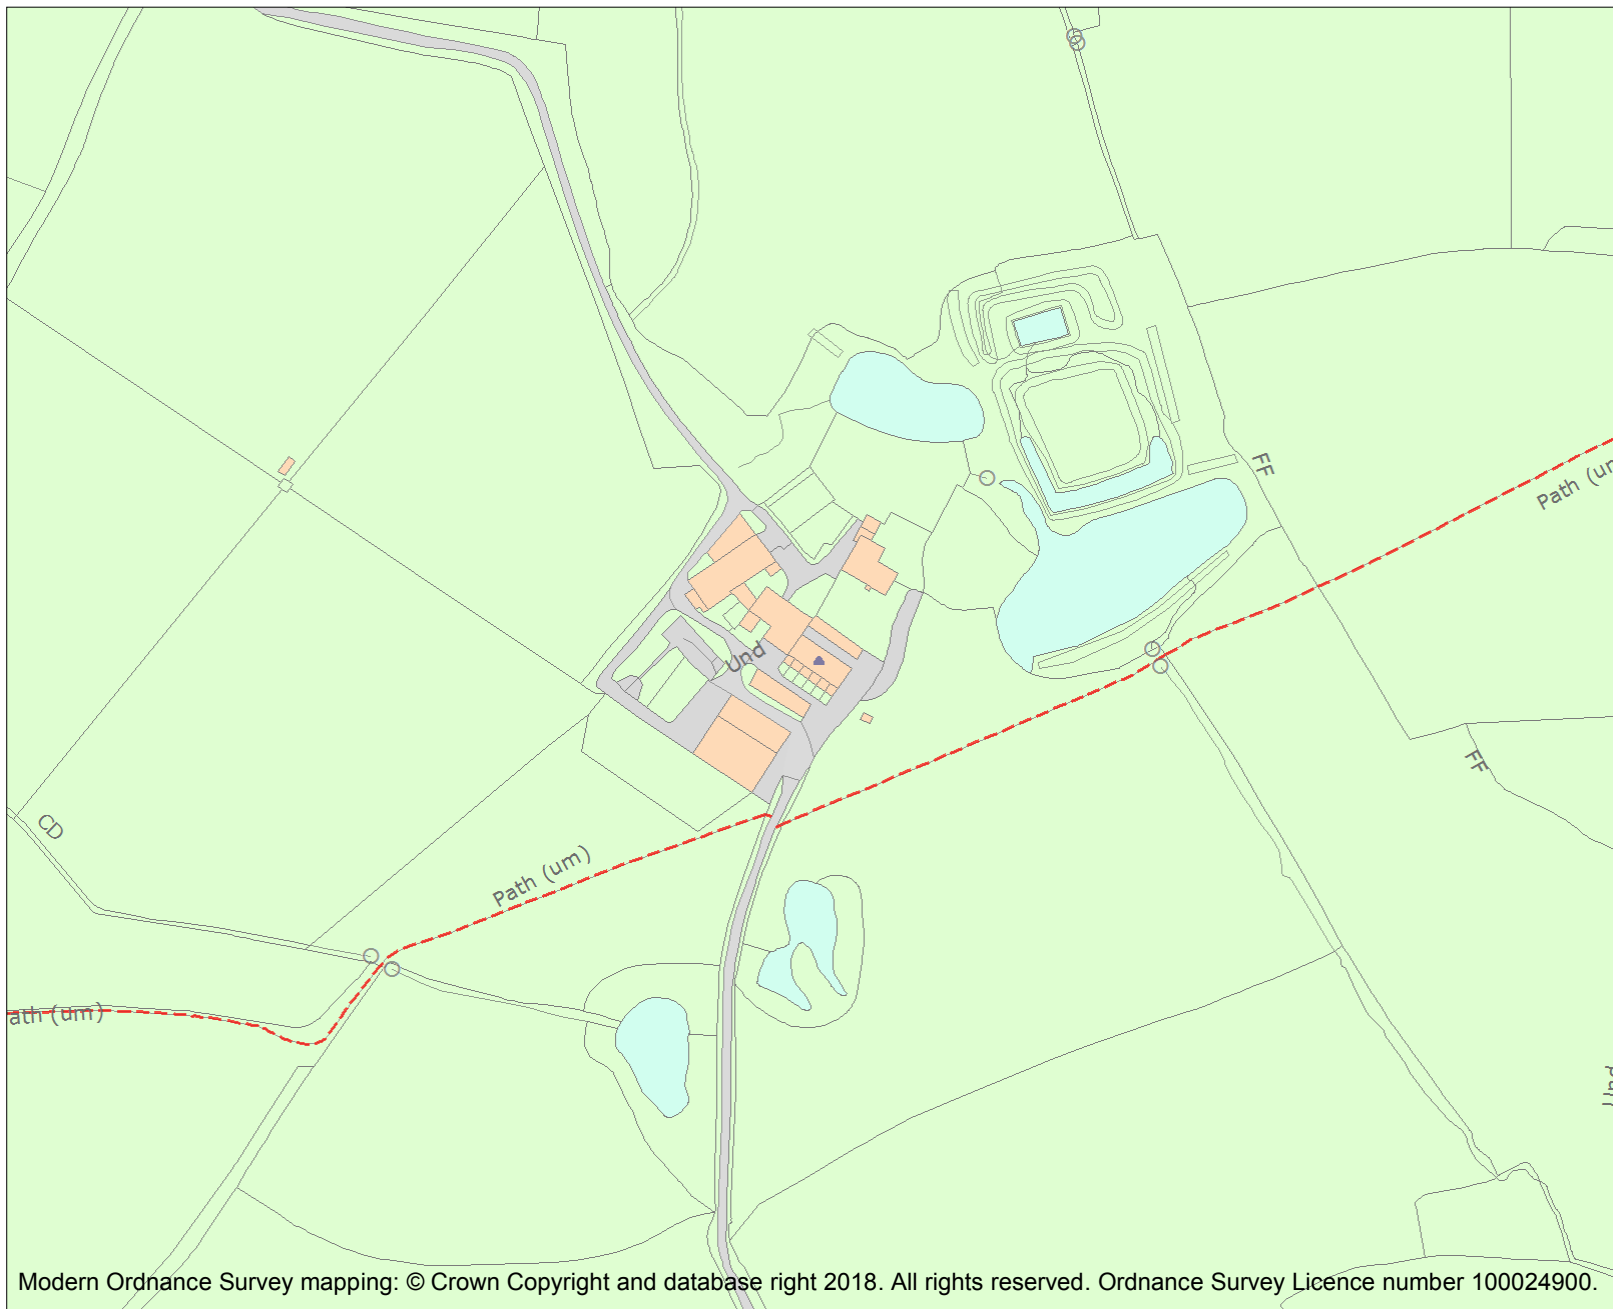 FF
Path (um
Und
FF
CD
Path (um)
ath (um)
Modern Ordnance Survey mapping: © Crown Copyright and database right 2018. All rights reserved. Ordnance Survey Licence number 100024900.